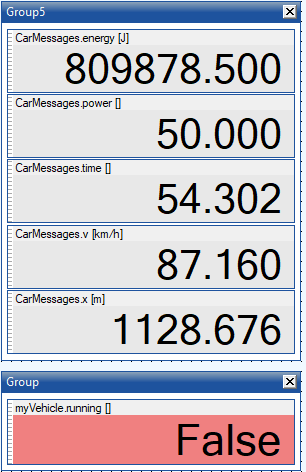 Group5
CarMessages.energy [J]
809878.500
CarMessages.power []
50.000
CarMessages.time []
54.302
CarMessages.v [km/h]
87.160
CarMessages.x [m]
1128.676
Group
myVehicle.running []
False